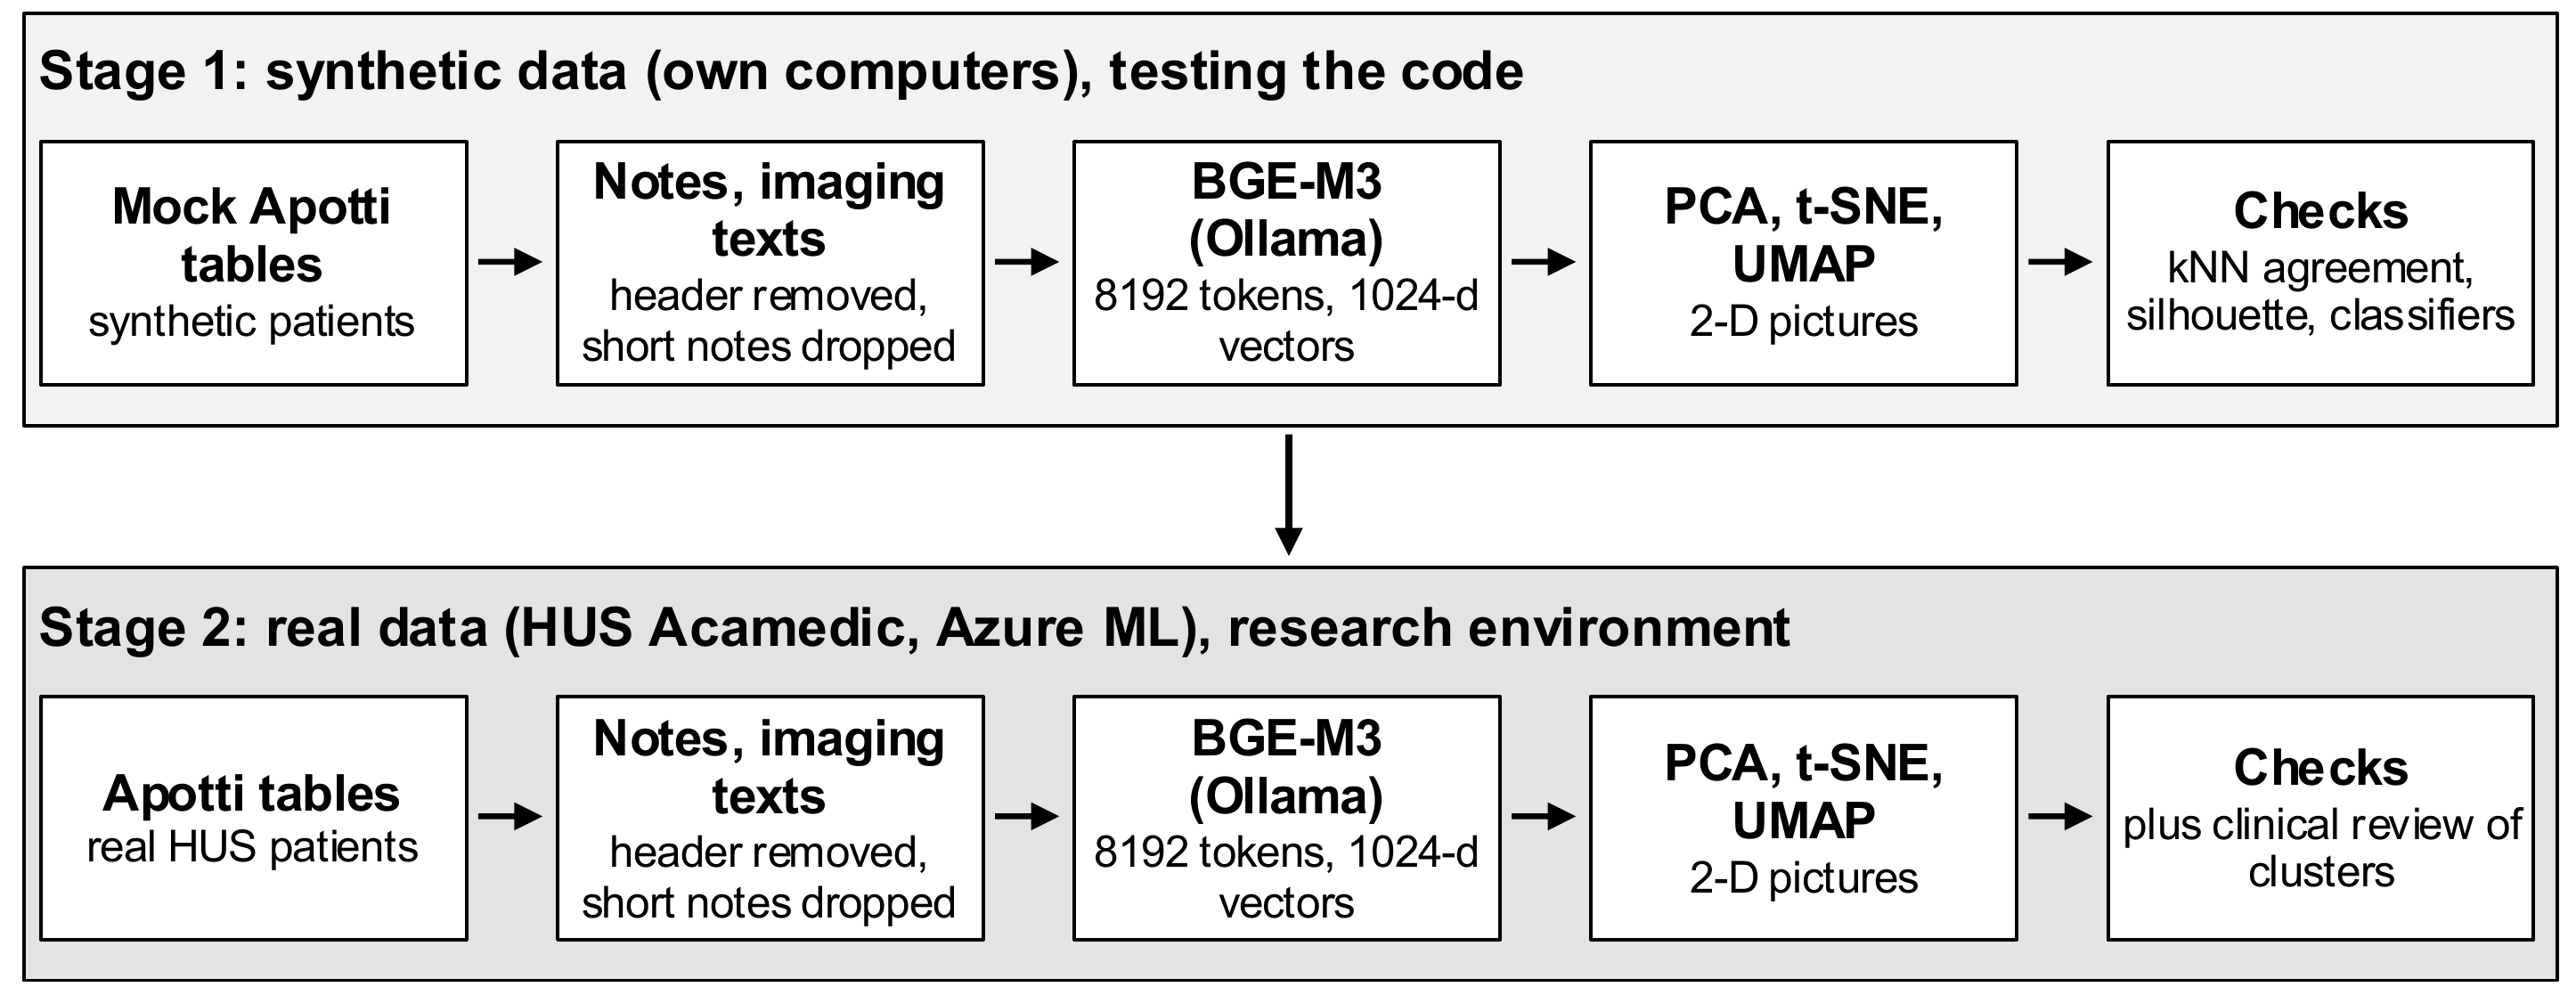 Stage 1: synthetic data (own computers), testing the code
Mock Apotti
tables
synthetic patients
Notes, imaging
texts
header removed,
short notes dropped
BGE-M3
(Ollama)
8192 tokens, 1024-d
vectors
PCA, t-SNE,
UMAP
2-D pictures
Checks
kNN agreement,
silhouette, classifiers
Stage 2: real data (HUS Acamedic, Azure ML), research environment
Apotti tables
real HUS patients
Notes, imaging
texts
header removed,
short notes dropped
BGE-M3
(Ollama)
8192 tokens, 1024-d
vectors
PCA, t-SNE,
UMAP
2-D pictures
Checks
plus clinical review of
clusters